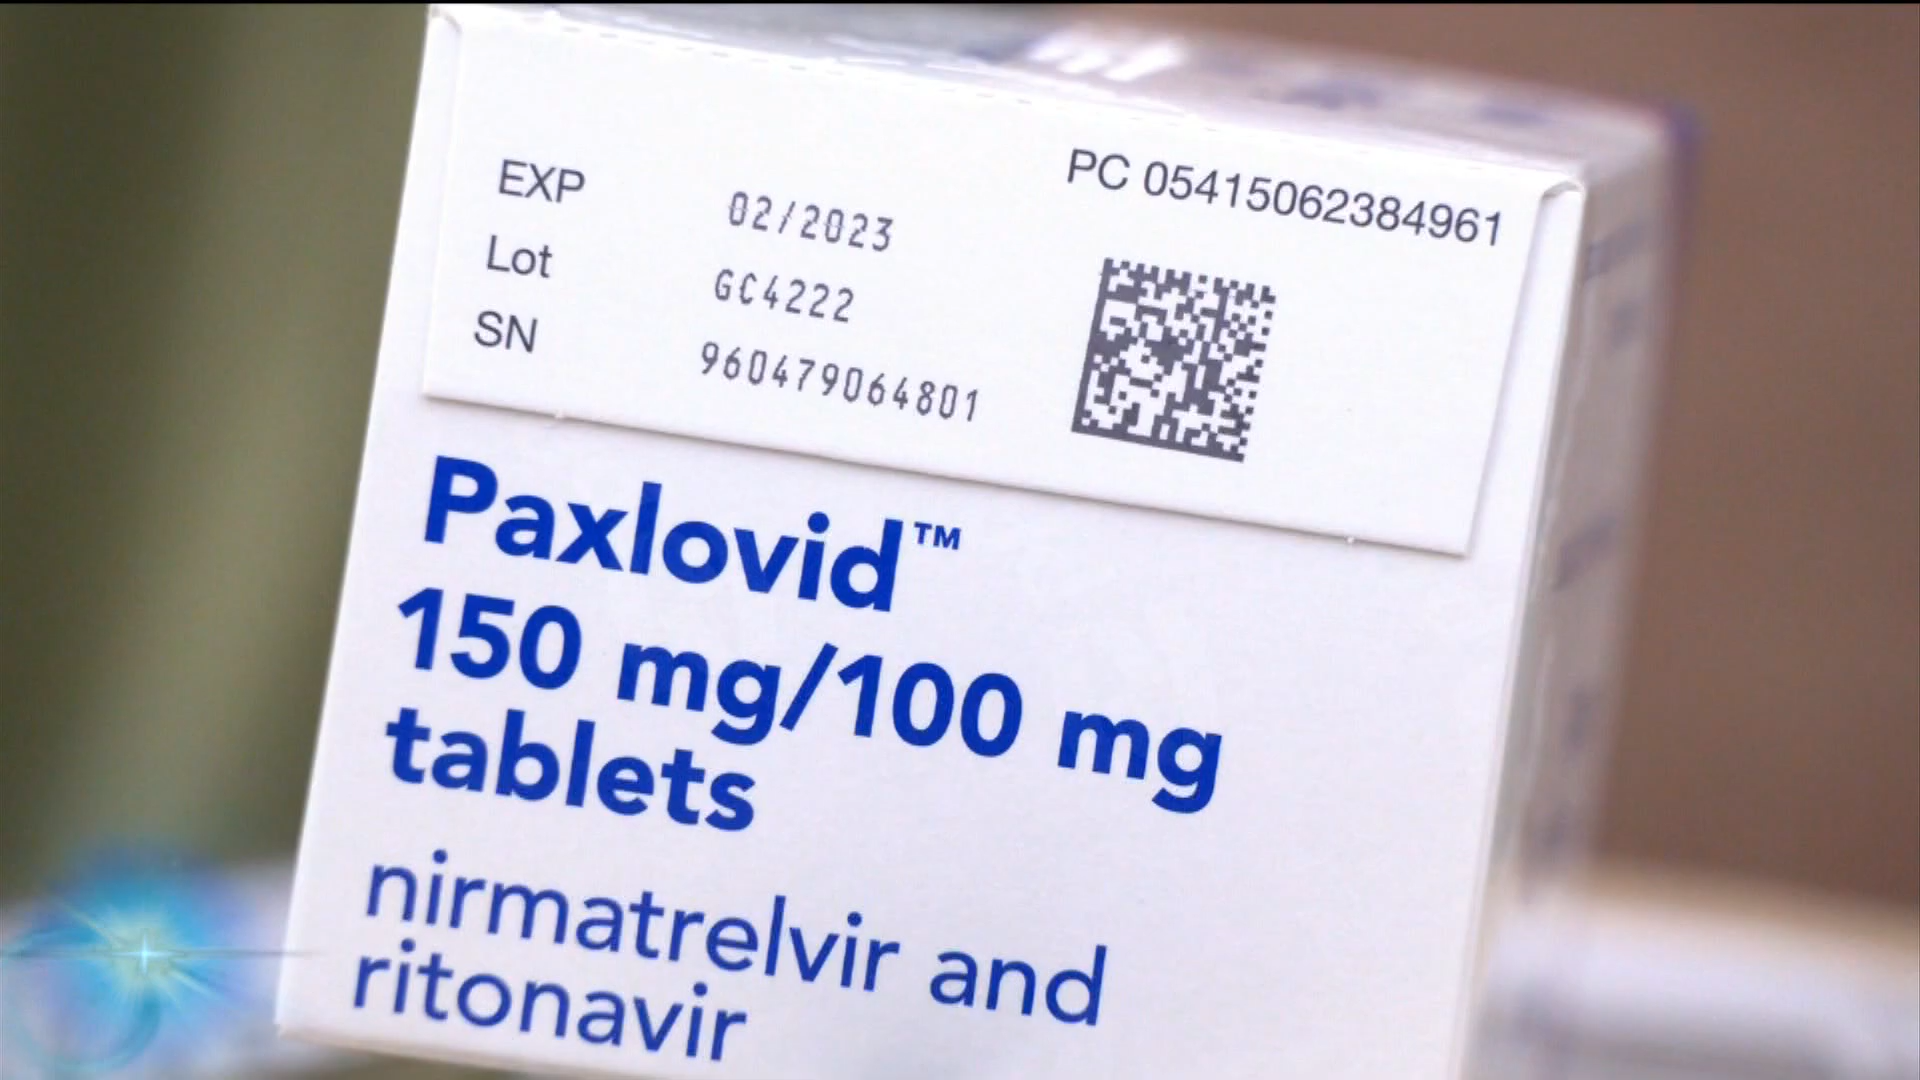 PC 05415062384961
EXP 02/2023
Lot GC4222
SN 960479064801
Paxlovid™
150 mg/100 mg
tablets
nirmatrelvir and
ritonavir